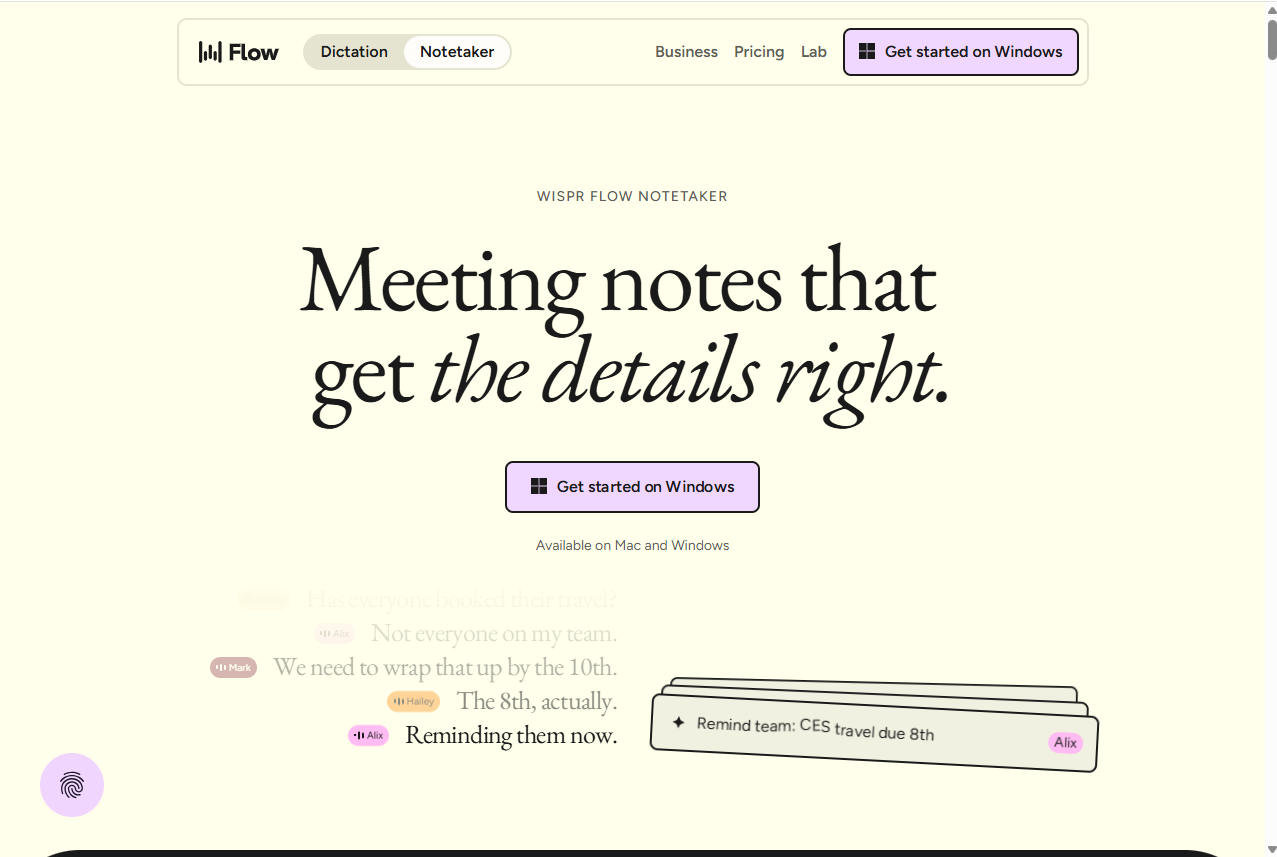 Flow
Dictation
Notetaker
Business
Pricing
Lab
Get started on Windows
WISPR FLOW NOTETAKER
Meeting notes that
get the details right.
Get started on Windows
Available on Mac and Windows
Has everyone booked their travel?
Alix Not everyone on my team.
Mark We need to wrap that up by the 10th.
Hailey The 8th, actually.
Alix Reminding them now.
Remind team: CES travel due 8th
Alix